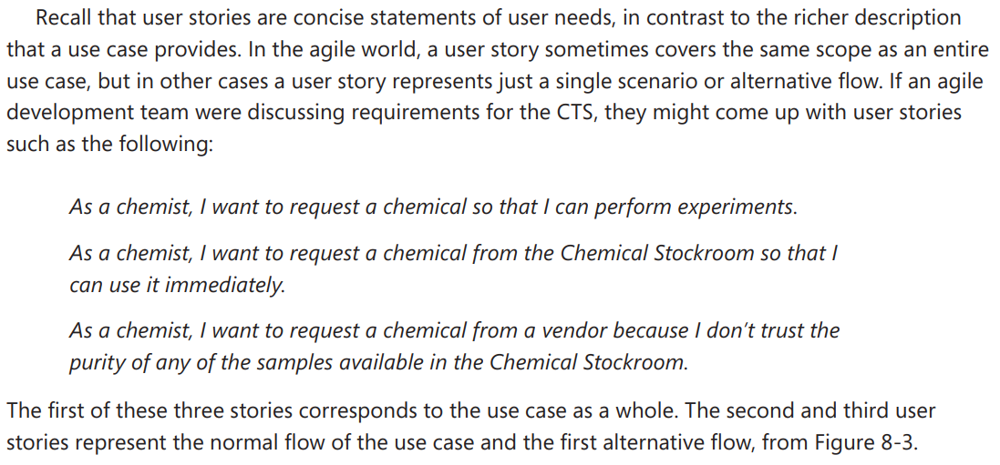 Recall that user stories are concise statements of user needs, in contrast to the richer description
that a use case provides. In the agile world, a user story sometimes covers the same scope as an entire
use case, but in other cases a user story represents just a single scenario or alternative flow. If an agile
development team were discussing requirements for the CTS, they might come up with user stories
such as the following:
As a chemist, I want to request a chemical so that I can perform experiments.
As a chemist, I want to request a chemical from the Chemical Stockroom so that I
can use it immediately.
As a chemist, I want to request a chemical from a vendor because I don’t trust the
purity of any of the samples available in the Chemical Stockroom.
The first of these three stories corresponds to the use case as a whole. The second and third user
stories represent the normal flow of the use case and the first alternative flow, from Figure 8-3.